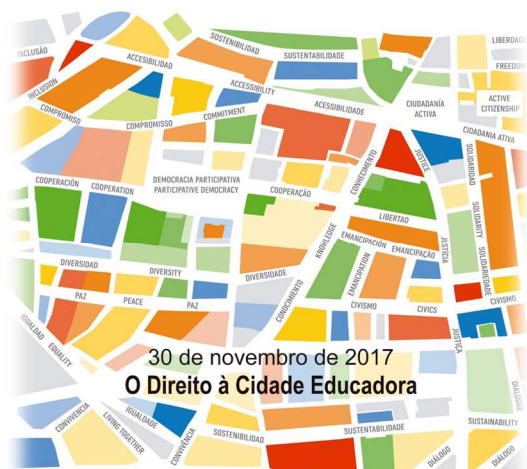 INCLUSÃO
SOSTENIBILIDAD
SUSTENTABILIDADE
LIBERDADE
FREEDOM
ACCESIBILIDAD
INCLUSION
ACCESSIBILITY
ACESSIBILIDADE
CIUDADANÍA
ACTIVA
ACTIVE
CITIZENSHIP
COMPROMISO
COMPROMISSO
COMMITMENT
CIDADANIA ATIVA
CONHECIMENTO
JUSTICE
SOLIDARIDAD
COOPERACIÓN
COOPERATION
DEMOCRACIA PARTICIPATIVA
PARTICIPATIVE DEMOCRACY
COOPERAÇÃO
LIBERTAD
SOLIDARITY
KNOWLEDGE
EMANCIPACIÓN
EMANCIPAÇÃO
JUSTÍCIA
SOLIDARIEDADE
DIVERSIDAD
DIVERSITY
DIVERSIDADE
EMANCIPATION
PAZ
PEACE
PAZ
CONOCIMIENTO
CIVISMO
CIVICS
CIVISMO
IGUALDAD
EQUALITY
JUSTIÇA
30 de novembro de 2017
O Direito à Cidade Educadora
CONVIVENCIA
LIVING TOGETHER
IGUALDADE
CONVIVÊNCIA
SOSTENIBILIDAD
SUSTENTABILIDADE
SUSTAINABILITY
DIÁLOGO
DIÁLOGO